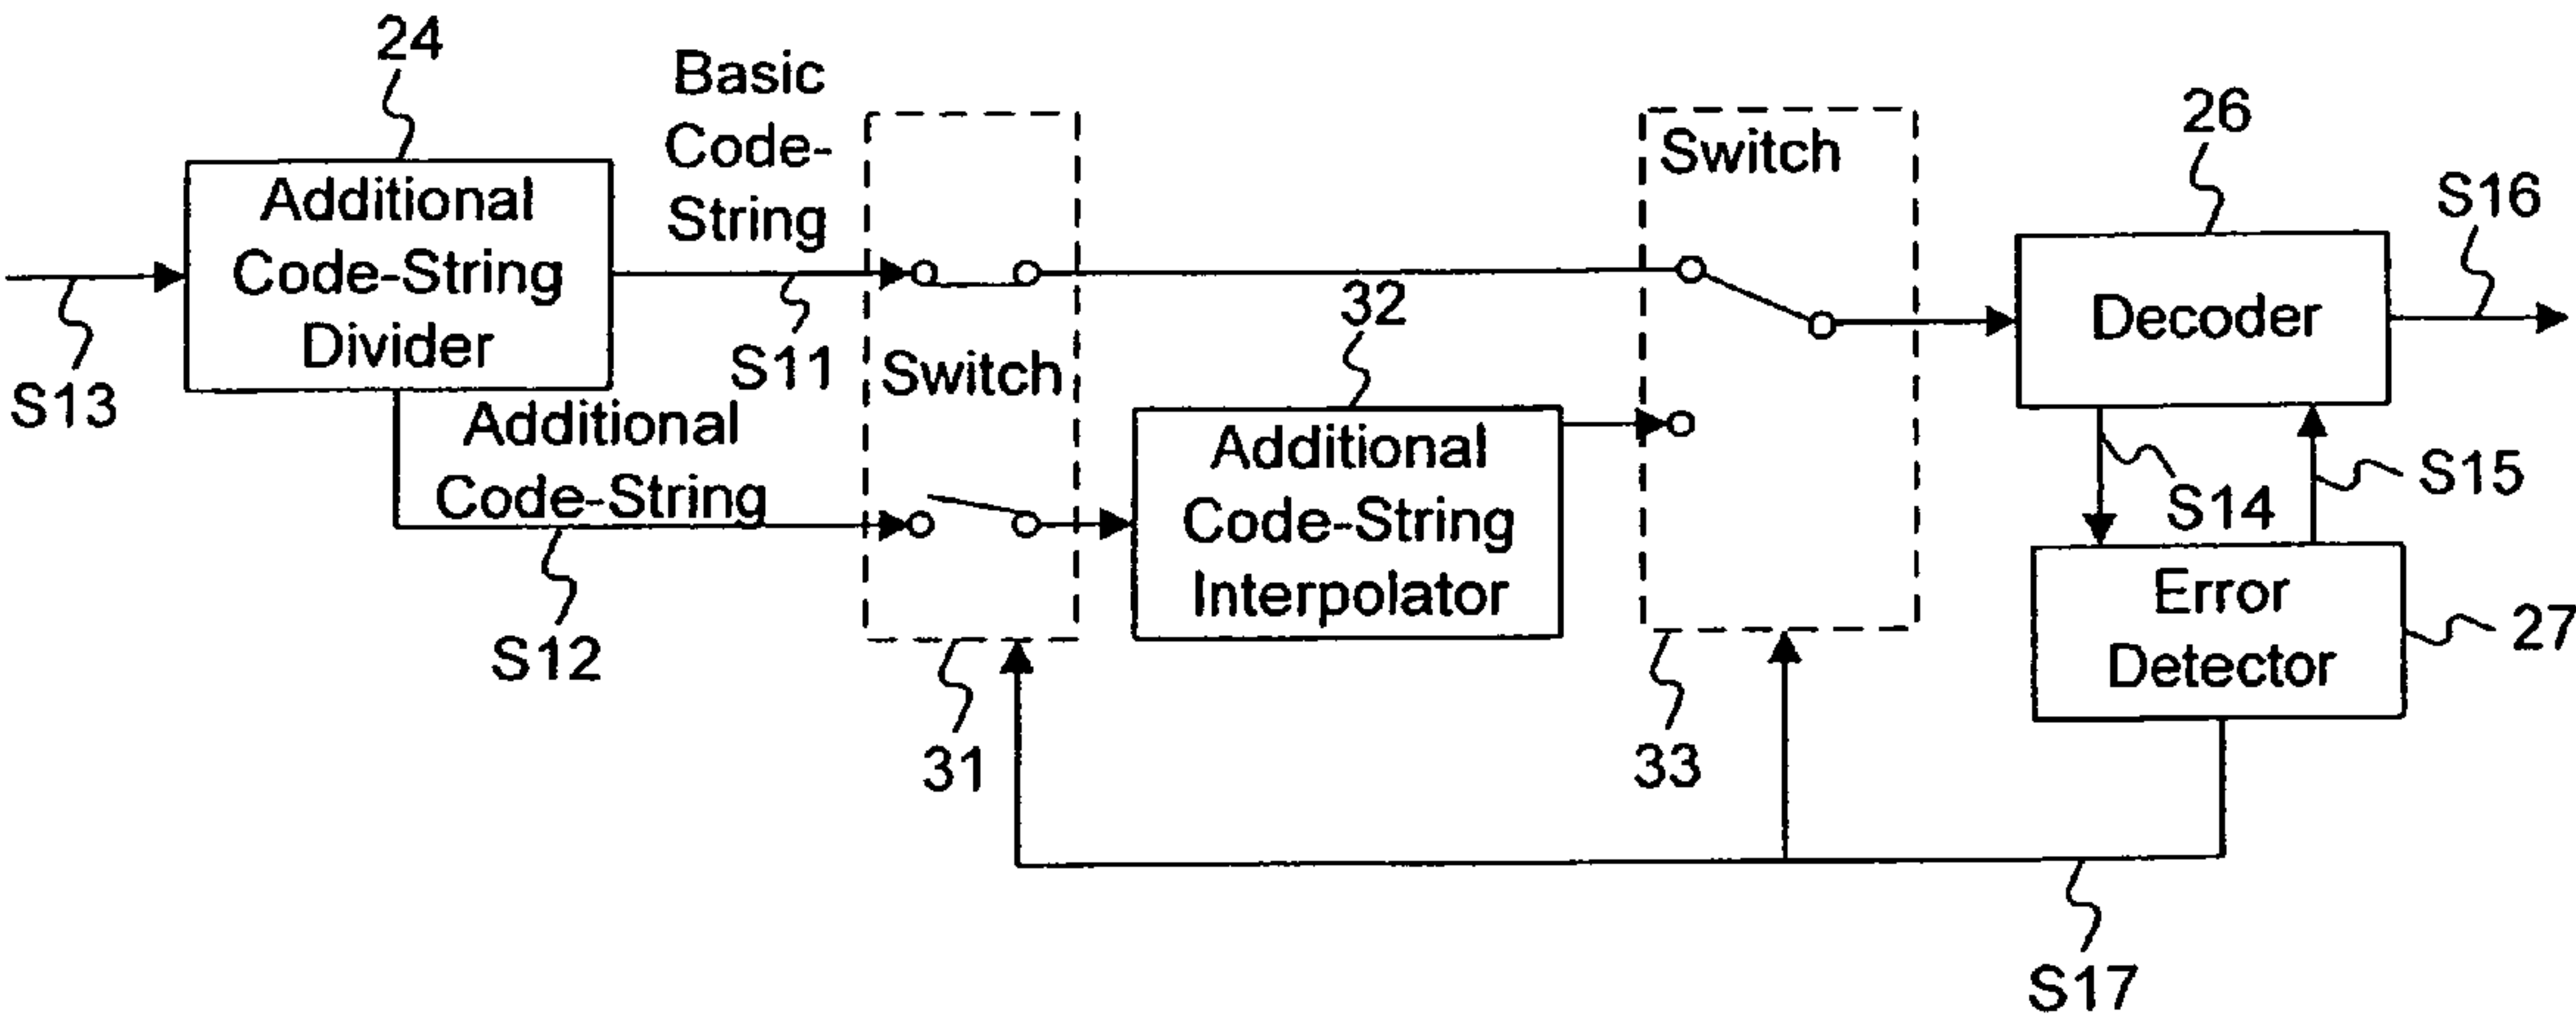 24
Basic
Code-
String
Additional
Code-String
Divider
S13
S11
Switch
Additional
Code-String
S12
31
32
Additional
Code-String
Interpolator
Switch
33
26
Decoder
S16
S14
S15
Error
Detector
27
S17